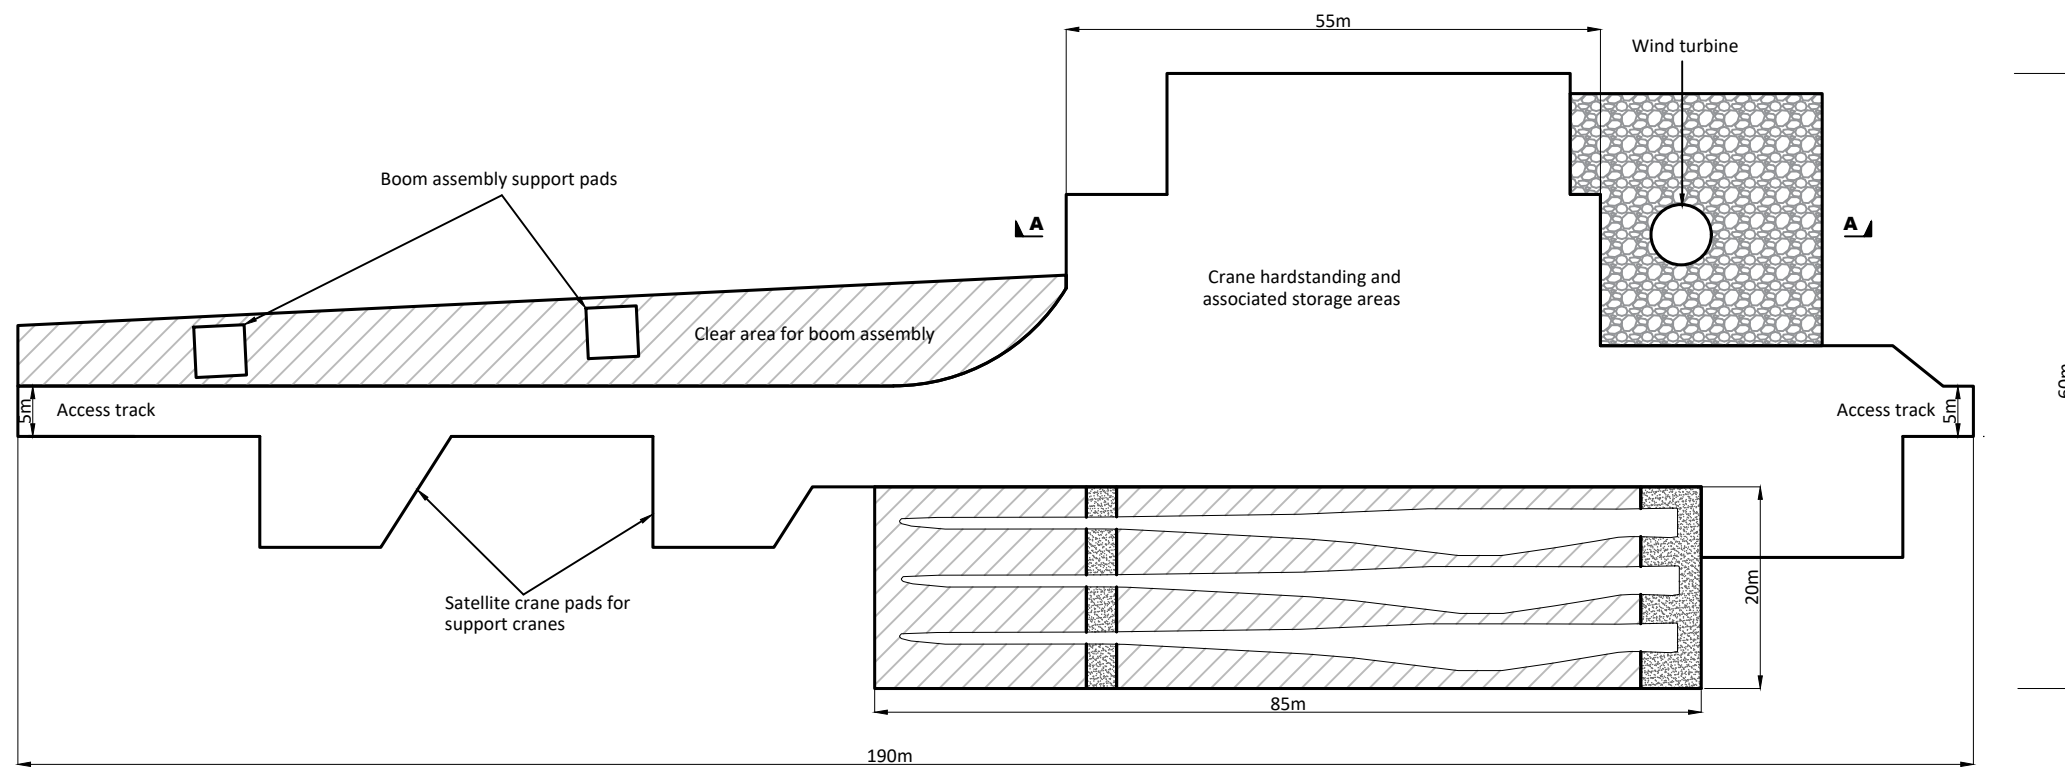 55m
Wind turbine
Boom assembly support pads
A
A
Crane hardstanding and
associated storage areas
Clear area for boom assembly
5m
Access track
Access track
5m
Satellite crane pads for
support cranes
20m
85m
190m